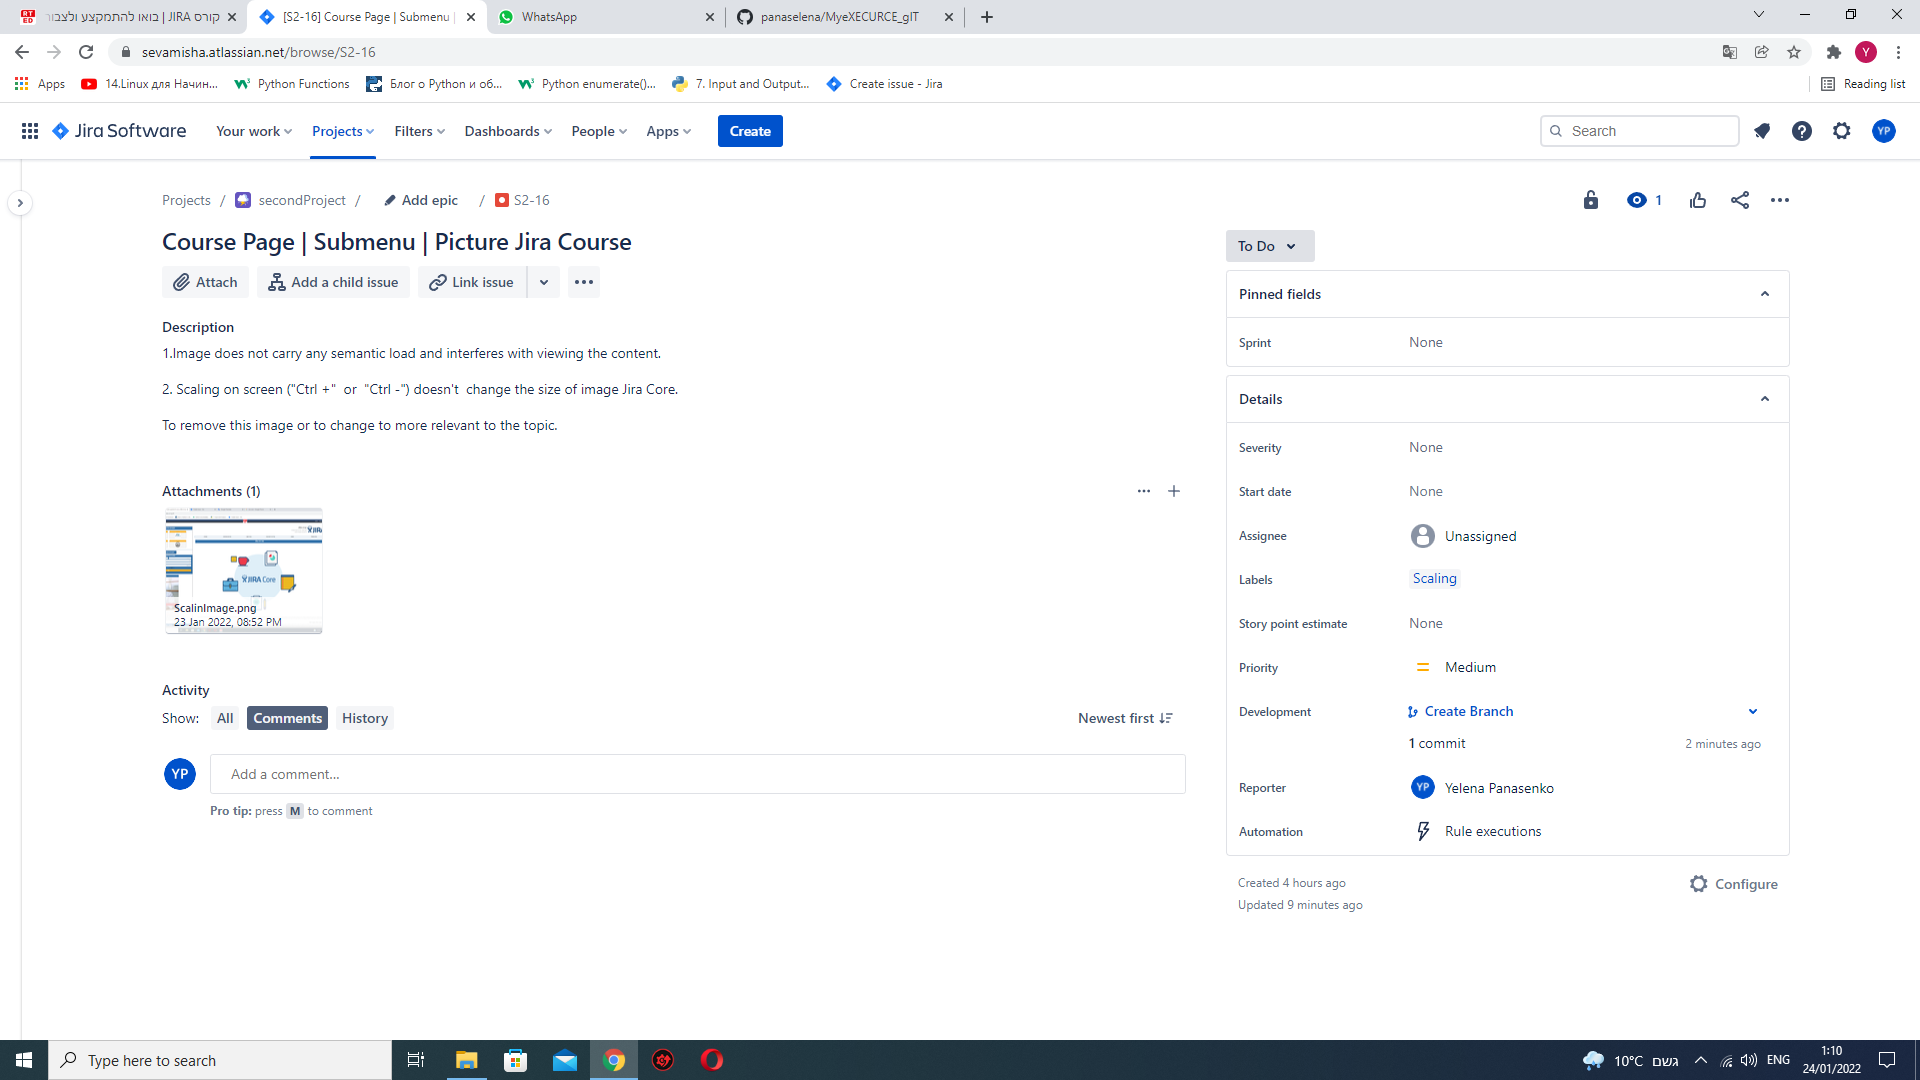 קורס JIRA | בואו להתמקצע ולצבור
[S2-16] Course Page | Submenu |
WhatsApp
panaselena/MyeXECURCE_gIT
sevamisha.atlassian.net/browse/S2-16
Y
Apps
14.Linux для Начин...
Python Functions
Блог о Python и об...
Python enumerate()...
7. Input and Output...
Create issue - Jira
Reading list
Jira Software
Your work
Projects
Filters
Dashboards
People
Apps
Create
Search
YP
Projects / secondProject / Add epic / S2-16
1
Course Page | Submenu | Picture Jira Course
To Do
Attach
Add a child issue
Link issue
Pinned fields
Sprint None
Description
1.Image does not carry any semantic load and interferes with viewing the content.
2. Scaling on screen ("Ctrl +"  or  "Ctrl -") doesn't  change the size of image Jira Core.
To remove this image or to change to more relevant to the topic.
Details
Severity None
Start date None
Assignee Unassigned
Labels Scaling
Story point estimate None
Priority Medium
Development Create Branch
1 commit 2 minutes ago
Reporter YP Yelena Panasenko
Automation Rule executions
Created 4 hours ago
Updated 9 minutes ago
Configure
Attachments (1)
JIRA Core
ScalinImage.png
23 Jan 2022, 08:52 PM
Activity
Show: All Comments History
Newest first
YP
Add a comment...
Pro tip: press M to comment
Type here to search
10°C גשם
ENG
1:10
24/01/2022